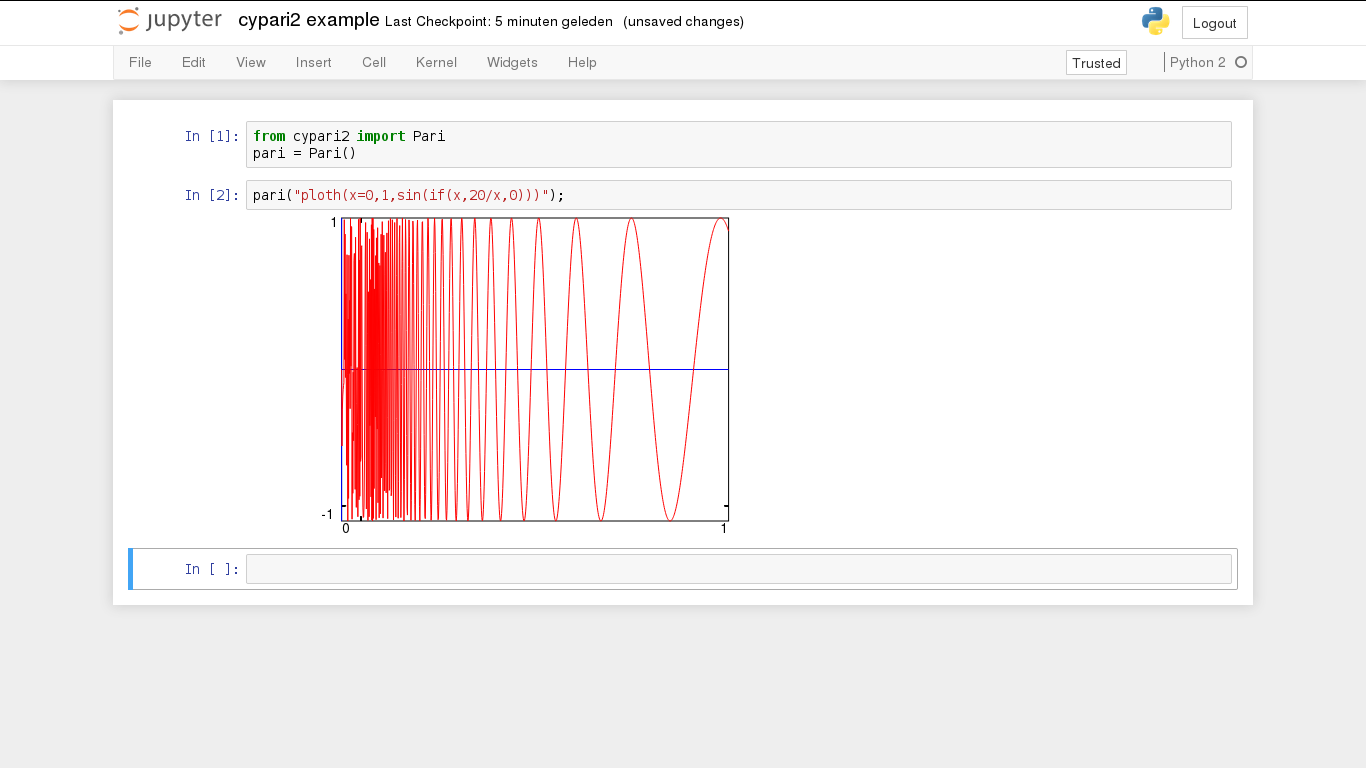 jupyter cypari2 example Last Checkpoint: 5 minuten geleden (unsaved changes) Logout
File Edit View Insert Cell Kernel Widgets Help Trusted Python 2
In [1]: from cypari2 import Pari
pari = Pari()
In [2]: pari("ploth(x=0,1,sin(if(x,20/x,0)))");
1
-1
0 1
In [ ]: